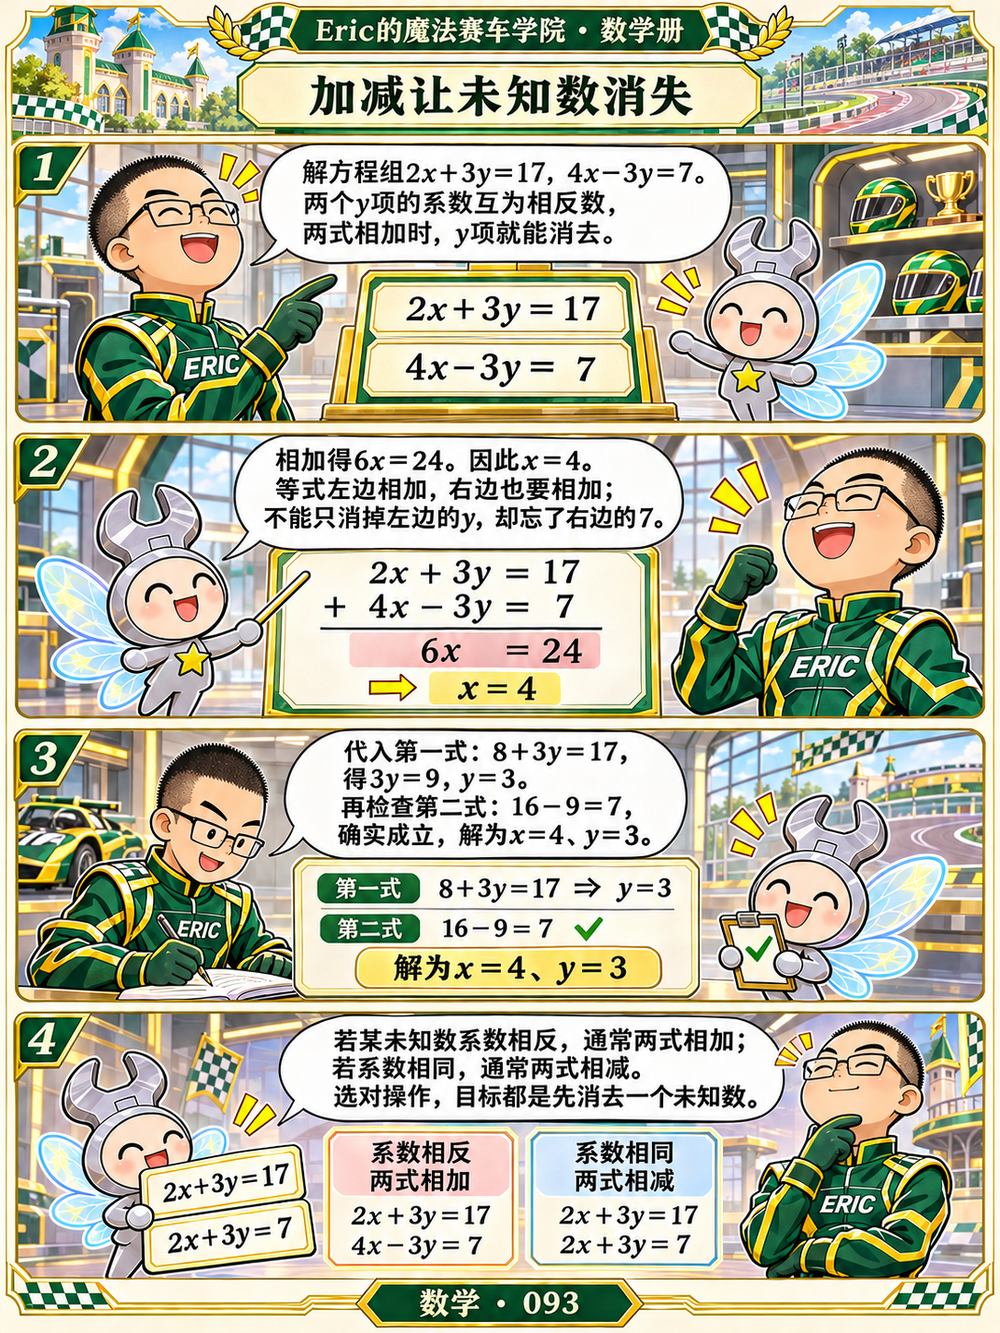 Eric的魔法赛车学院·数学册
加减让未知数消失
1
解方程组2x+3y=17，4x−3y=7。
两个y项的系数互为相反数，
两式相加时，y项就能消去。
2x+3y=17
4x−3y= 7
ERIC
2
相加得6x=24。因此x=4。
等式左边相加，右边也要相加；
不能只消掉左边的y，却忘了右边的7。
2x + 3y = 17
+ 4x − 3y = 7
6x = 24
x = 4
ERIC
3
代入第一式：8+3y=17，
得3y=9，y=3。
再检查第二式：16−9=7，
确实成立，解为x=4、y=3。
第一式 8+3y=17 ⇒ y=3
第二式 16−9=7 ✓
解为x=4、y=3
ERIC
4
若某未知数系数相反，通常两式相加；
若系数相同，通常两式相减。
选对操作，目标都是先消去一个未知数。
2x+3y=17
2x+3y=7
系数相反
两式相加
2x+3y=17
4x−3y=7
系数相同
两式相减
2x+3y=17
2x+3y=7
ERIC
数学·093